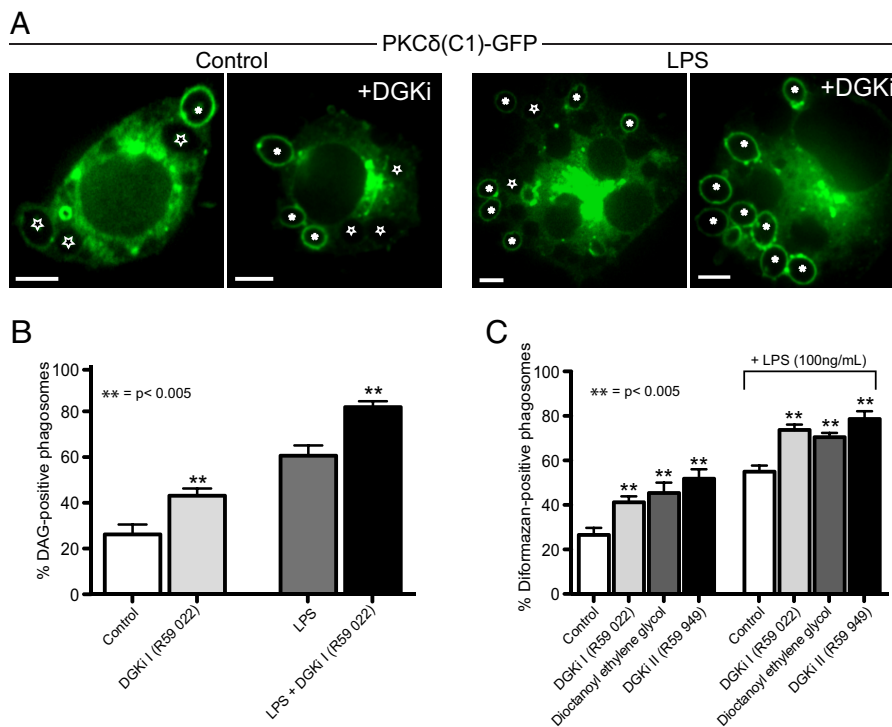 A
PKCδ(C1)-GFP
Control
LPS
+DGKi
+DGKi
B
% DAG-positive phagosomes
100
80
60
40
20
0
** = p< 0.005
**
**
Control
DGKi I (R59 022)
LPS
LPS + DGKi I (R59 022)
C
% Diformazan-positive phagosomes
100
80
60
40
20
0
** = p< 0.005
+ LPS (100ng/mL)
**
**
**
**
**
**
Control
DGKi I (R59 022)
Dioctanoyl ethylene glycol
DGKi II (R59 949)
Control
DGKi I (R59 022)
Dioctanoyl ethylene glycol
DGKi II (R59 949)